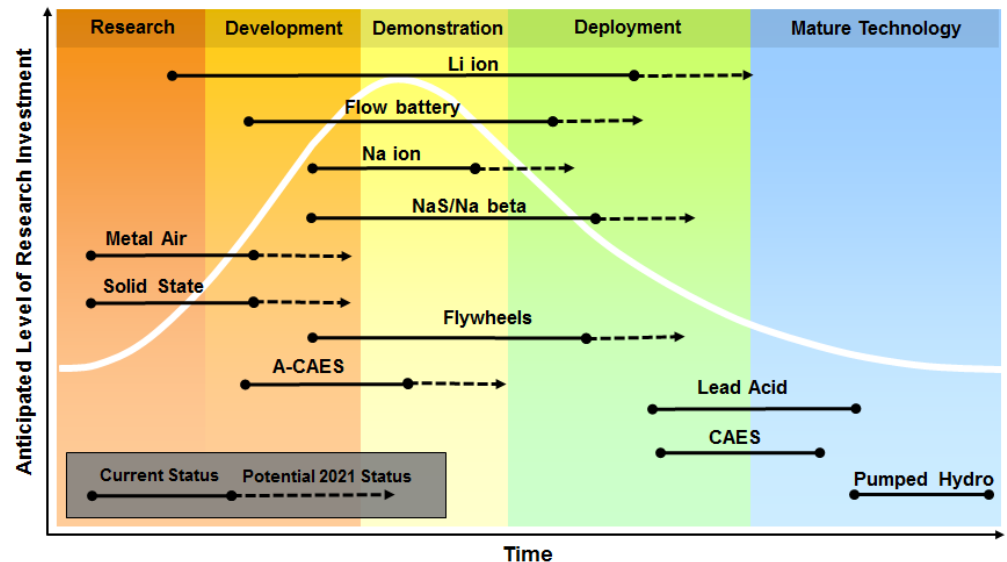 Research
Development
Demonstration
Deployment
Mature Technology
Li ion
Flow battery
Na ion
NaS/Na beta
Metal Air
Solid State
Flywheels
A-CAES
Lead Acid
CAES
Pumped Hydro
Current Status
Potential 2021 Status
Anticipated Level of Research Investment
Time